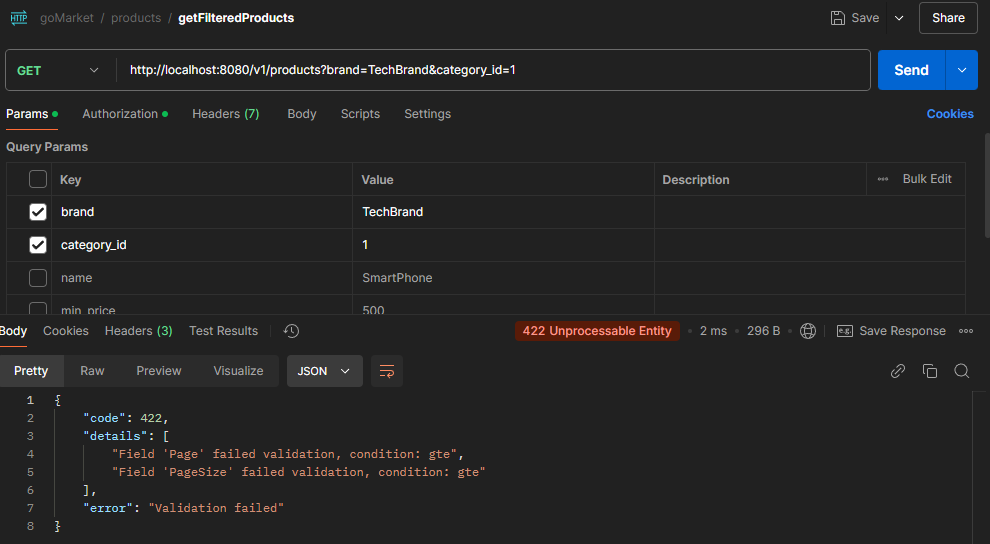 HTTP goMarket / products / getFilteredProducts Save Share
GET http://localhost:8080/v1/products?brand=TechBrand&category_id=1 Send
Params Authorization Headers (7) Body Scripts Settings Cookies
Query Params
Key Value Description Bulk Edit
brand TechBrand
category_id 1
name SmartPhone
min_price 500
Body Cookies Headers (3) Test Results 422 Unprocessable Entity 2 ms 296 B e.g. Save Response
Pretty Raw Preview Visualize JSON
1 {
2 "code": 422,
3 "details": [
4 "Field 'Page' failed validation, condition: gte",
5 "Field 'PageSize' failed validation, condition: gte"
6 ],
7 "error": "Validation failed"
8 }